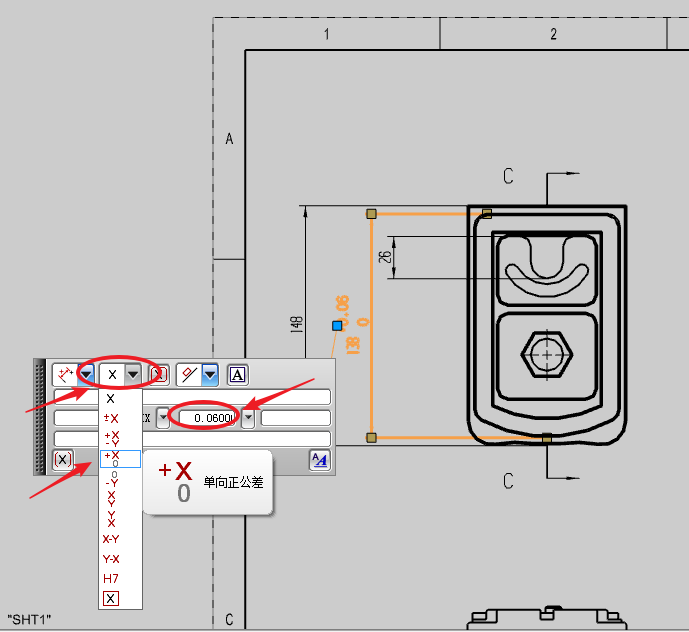 1
2
A
C
148
26
+0.06
0
138
X
X
±X
+X
-Y
+X
0
0
-Y
X
Y
Y
X
X-Y
Y-X
H7
X
(X)
0.0600
A
+X
0
单向正公差
C
C
"SHT1"